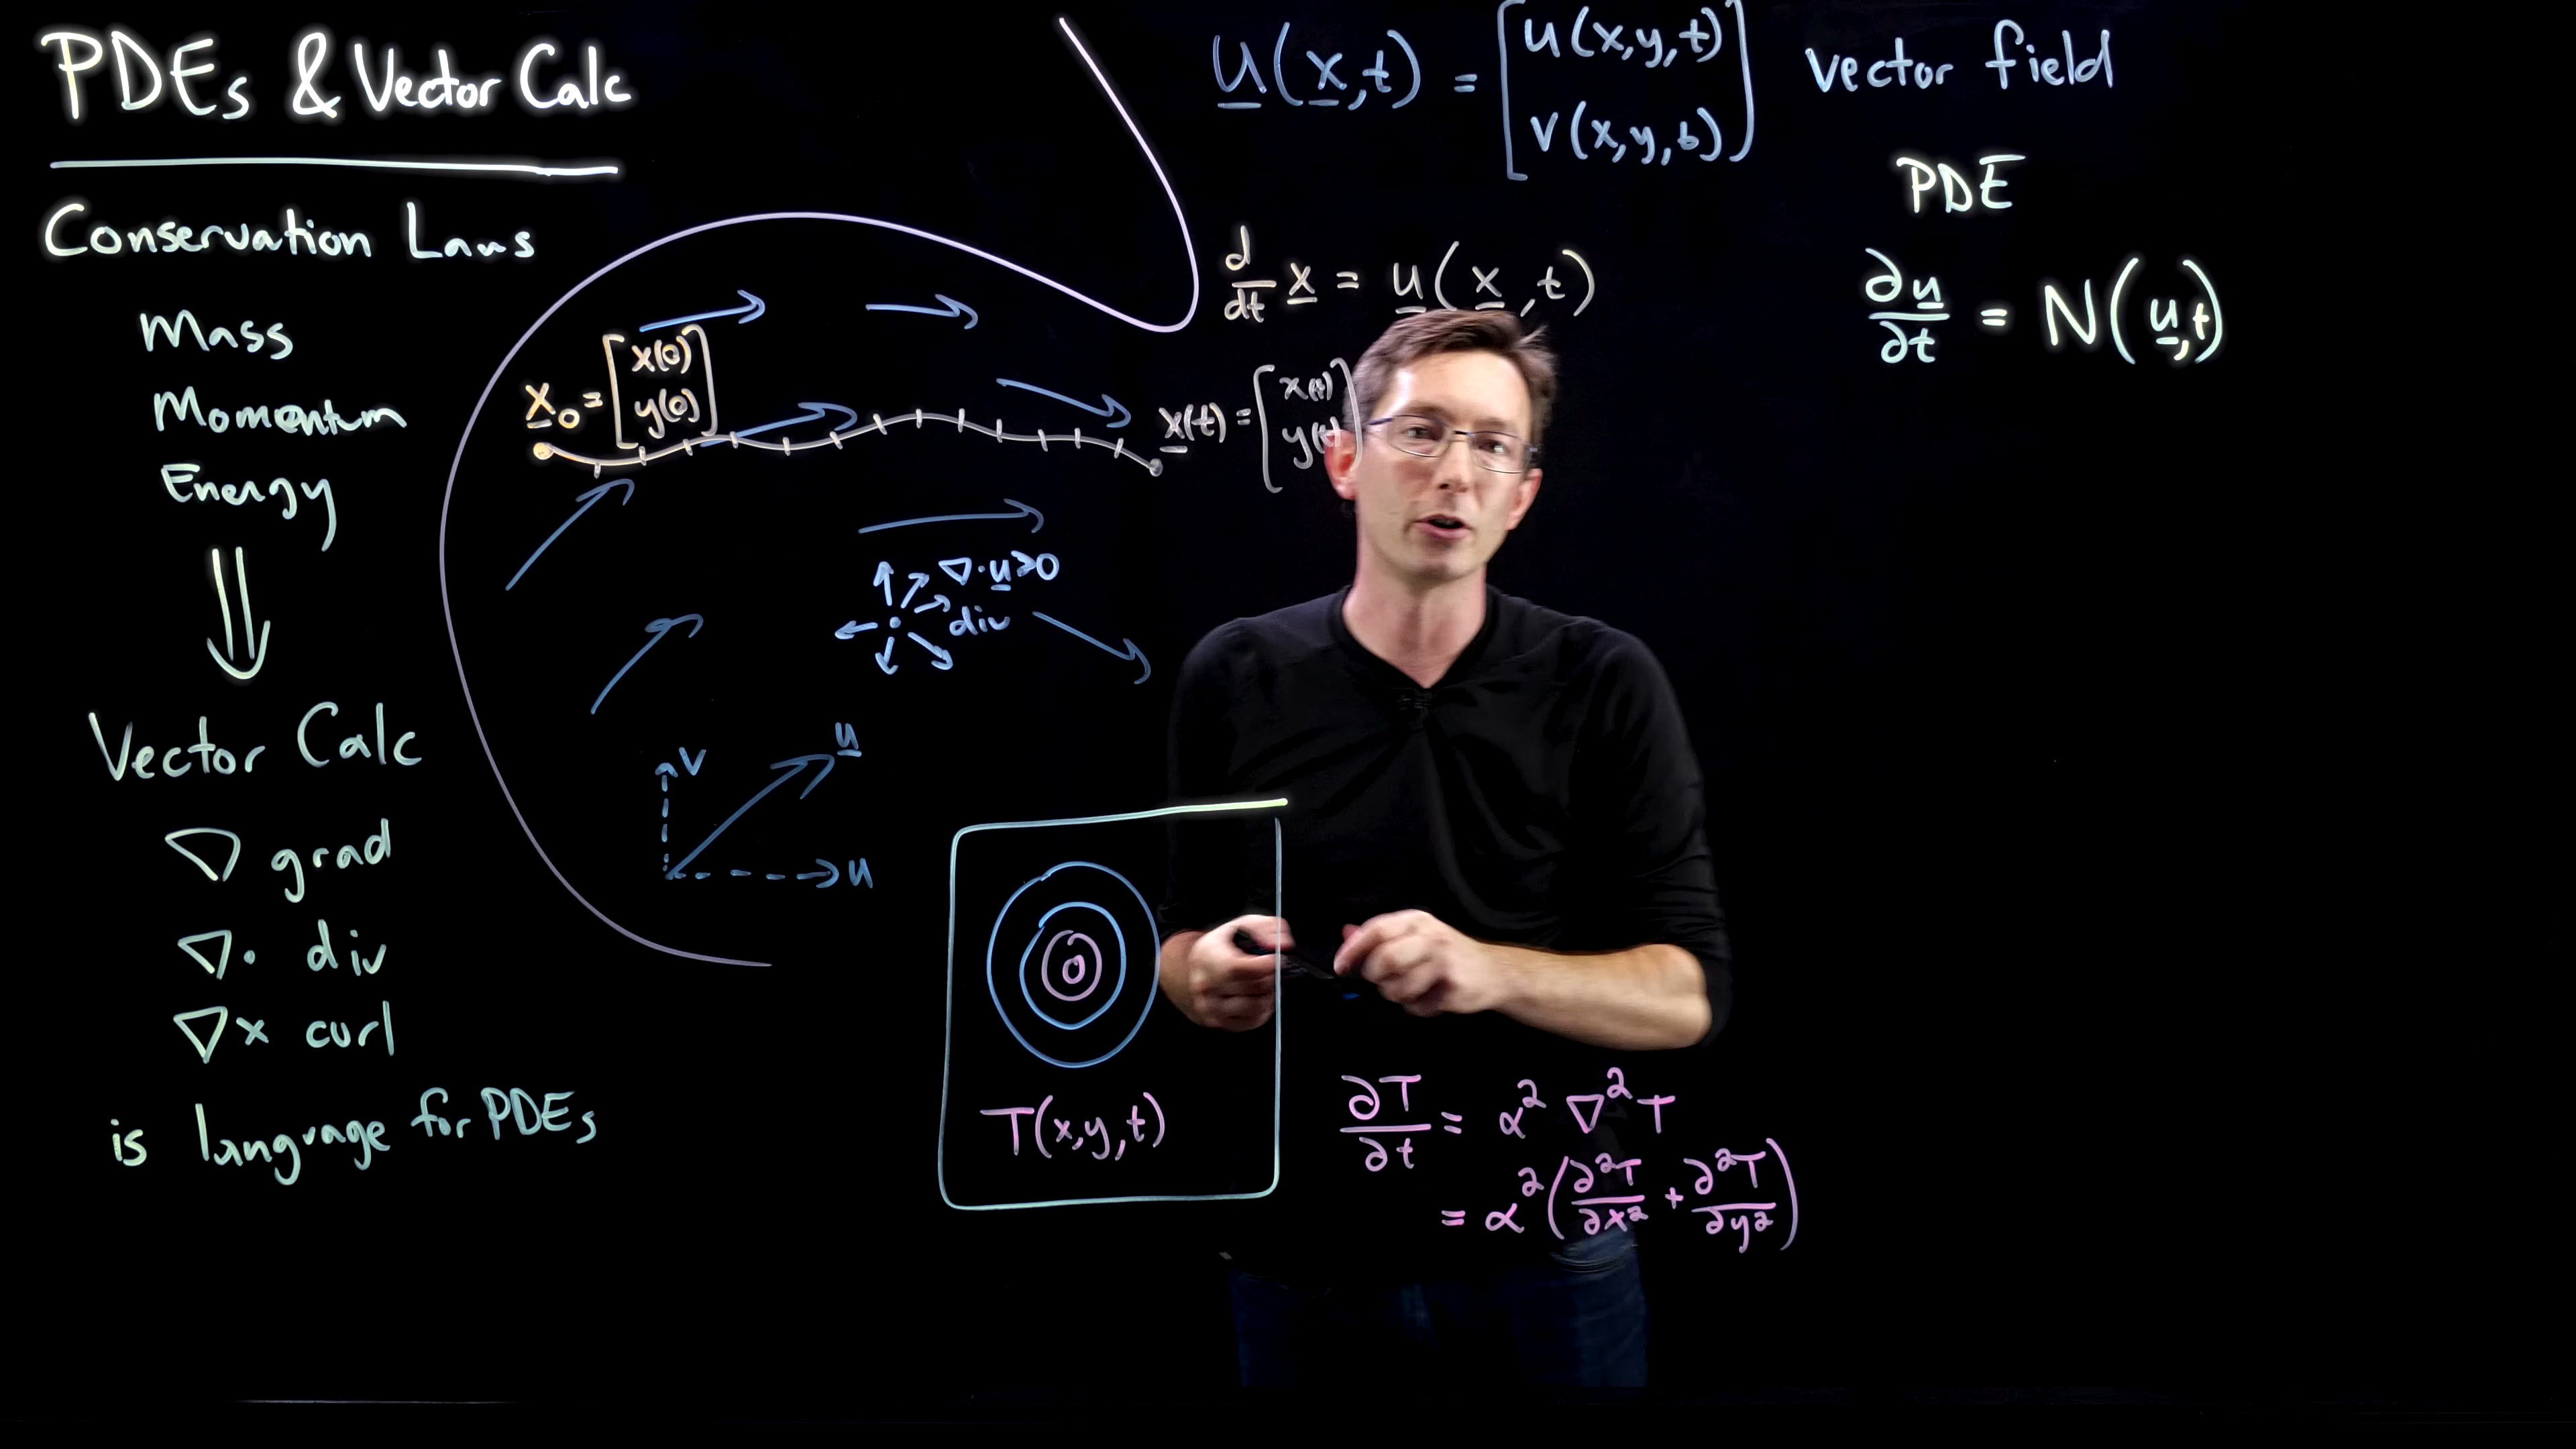 PDEs & Vector Calc
Conservation Laws
Mass
Momentum
Energy
⇓
Vector Calc
∇ grad
∇· div
∇× curl
is language for PDEs
x₀ = [x(0)
y(0)]
x(t) = [x(t)
y(t)]
∇·u>0
div
v
u
u
T(x,y,t)
u(x,t) = [u(x,y,t)
v(x,y,t)] vector field
d/dt x = u(x,t)
PDE
∂u/∂t = N(u,t)
∂T/∂t = α² ∇²T
= α²(∂²T/∂x² + ∂²T/∂y²)